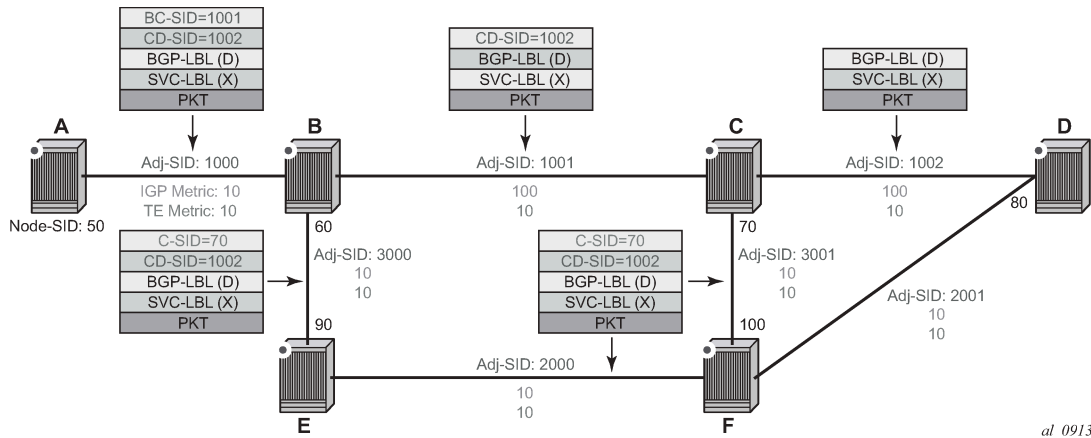 BC-SID=1001
CD-SID=1002
BGP-LBL (D)
SVC-LBL (X)
PKT
CD-SID=1002
BGP-LBL (D)
SVC-LBL (X)
PKT
BGP-LBL (D)
SVC-LBL (X)
PKT
A
B
C
D
Adj-SID: 1000
IGP Metric: 10
TE Metric: 10
Adj-SID: 1001
100
10
Adj-SID: 1002
100
10
Node-SID: 50
60
70
80
C-SID=70
CD-SID=1002
BGP-LBL (D)
SVC-LBL (X)
PKT
Adj-SID: 3000
10
10
C-SID=70
CD-SID=1002
BGP-LBL (D)
SVC-LBL (X)
PKT
Adj-SID: 3001
10
10
Adj-SID: 2001
10
10
90
100
Adj-SID: 2000
10
10
E
F
al_0913